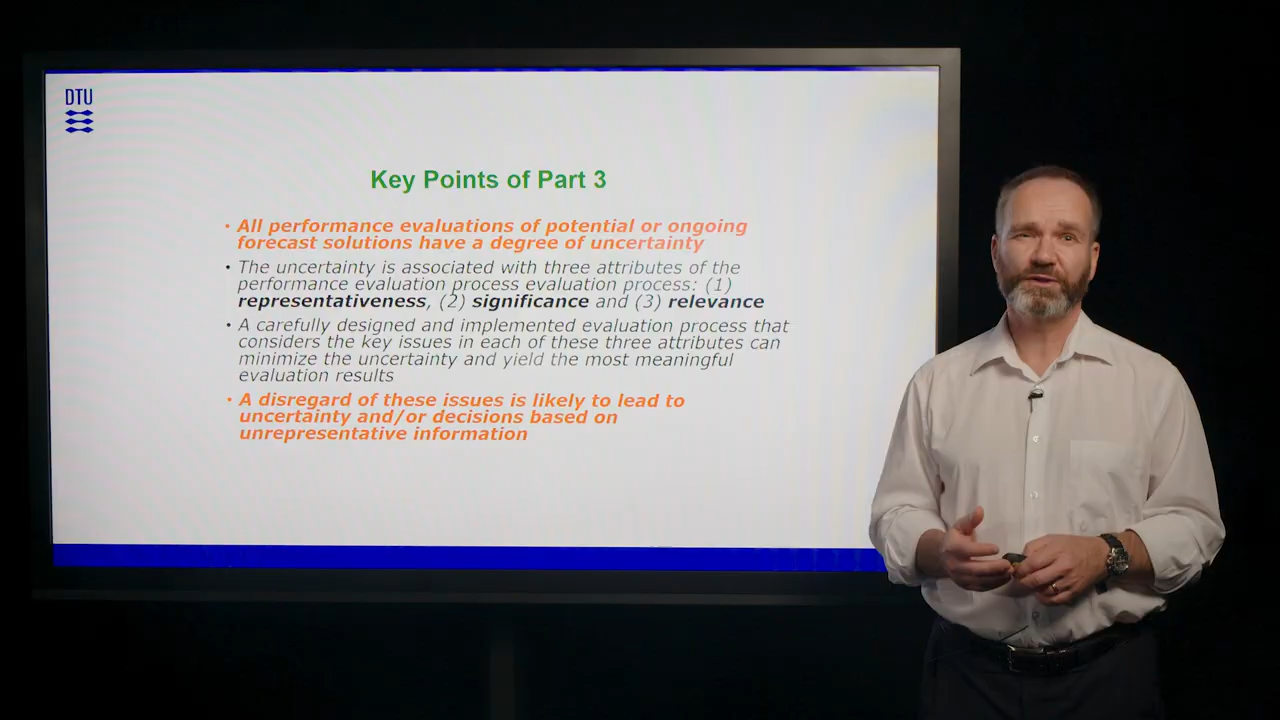 DTU
Key Points of Part 3
• All performance evaluations of potential or ongoing
forecast solutions have a degree of uncertainty
• The uncertainty is associated with three attributes of the
performance evaluation process evaluation process: (1)
representativeness, (2) significance and (3) relevance
• A carefully designed and implemented evaluation process that
considers the key issues in each of these three attributes can
minimize the uncertainty and yield the most meaningful
evaluation results
• A disregard of these issues is likely to lead to
uncertainty and/or decisions based on
unrepresentative information